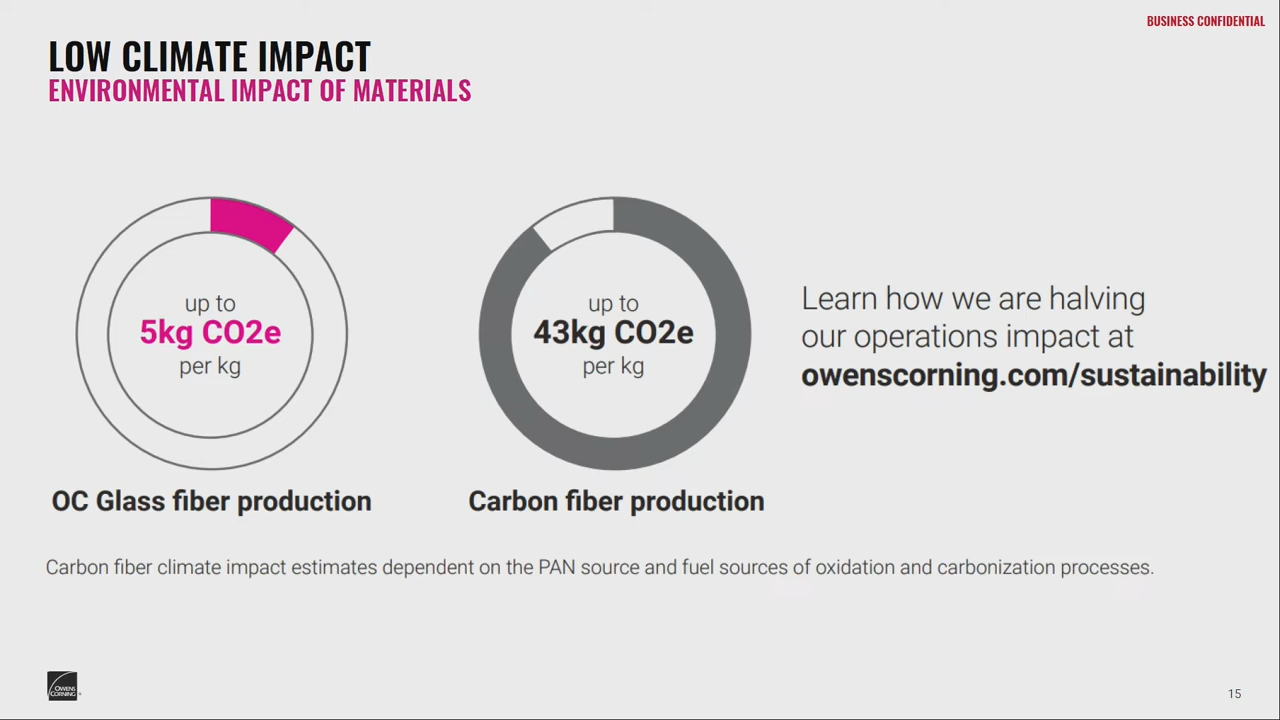 BUSINESS CONFIDENTIAL
LOW CLIMATE IMPACT
ENVIRONMENTAL IMPACT OF MATERIALS
up to
5kg CO2e
per kg
OC Glass fiber production
up to
43kg CO2e
per kg
Carbon fiber production
Learn how we are halving
our operations impact at
owenscorning.com/sustainability
Carbon fiber climate impact estimates dependent on the PAN source and fuel sources of oxidation and carbonization processes.
OWENS
CORNING
15